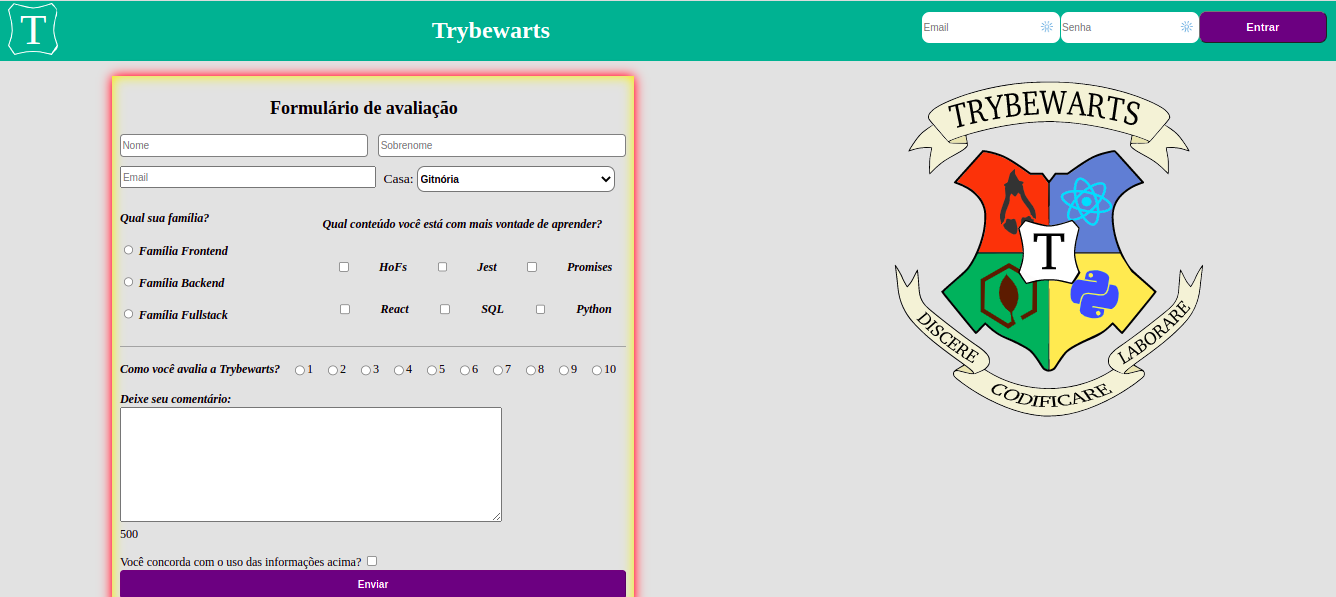 T
Trybewarts
Email
Senha
Entrar
Formulário de avaliação
Nome
Sobrenome
Email
Casa:
Gitnória
Qual sua família?
Família Frontend
Família Backend
Família Fullstack
Qual conteúdo você está com mais vontade de aprender?
HoFs
Jest
Promises
React
SQL
Python
Como você avalia a Trybewarts?
1 2 3 4 5 6 7 8 9 10
Deixe seu comentário:
500
Você concorda com o uso das informações acima?
Enviar
TRYBEWARTS
T
DISCERE
CODIFICARE
LABORARE